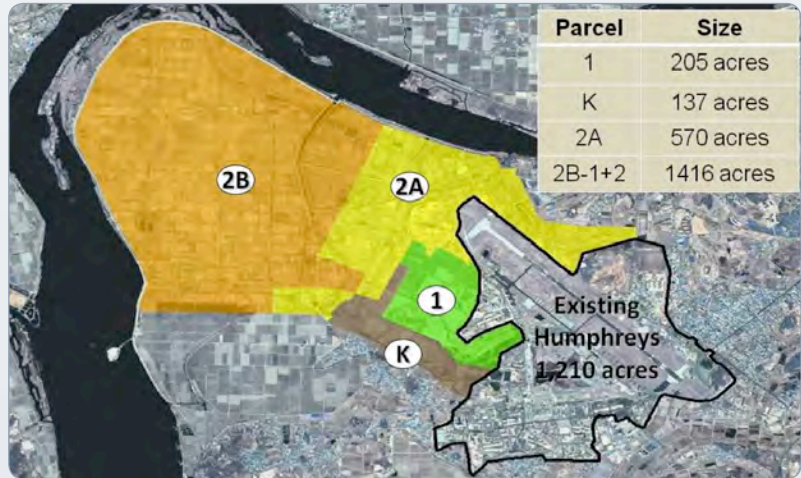 Parcel Size
1 205 acres
K 137 acres
2A 570 acres
2B-1+2 1416 acres
2B
2A
1
K
Existing
Humphreys
1,210 acres